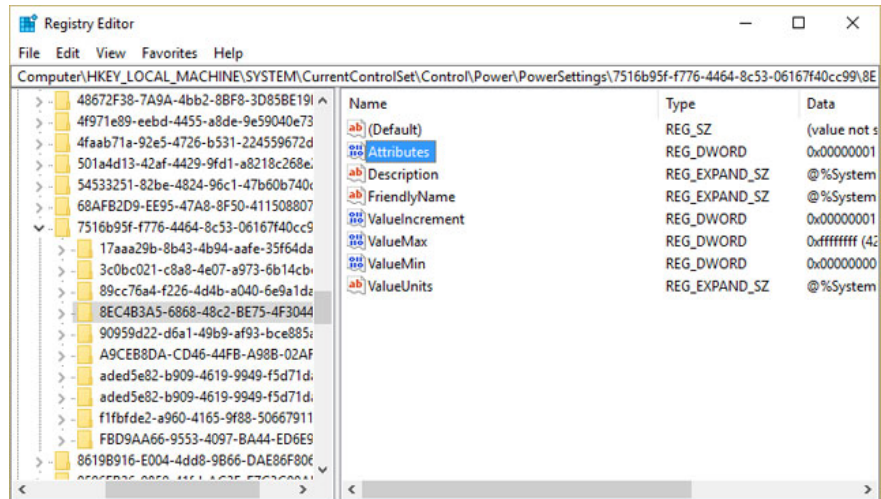 Registry Editor
File Edit View Favorites Help
Computer\HKEY_LOCAL_MACHINE\SYSTEM\CurrentControlSet\Control\Power\PowerSettings\7516b95f-f776-4464-8c53-06167f40cc99\8E
48672F38-7A9A-4bb2-8BF8-3D85BE19
4f971e89-eebd-4455-a8de-9e59040e73
4faab71a-92e5-4726-b531-224559672d
501a4d13-42af-4429-9fd1-a8218c268e
54533251-82be-4824-96c1-47b60b740
68AFB2D9-EE95-47A8-8F50-411508807
7516b95f-f776-4464-8c53-06167f40cc9
17aaa29b-8b43-4b94-aafe-35f64da
3c0bc021-c8a8-4e07-a973-6b14cb
89cc76a4-f226-4d4b-a040-6e9a1da
8EC4B3A5-6868-48c2-BE75-4F3044
90959d22-d6a1-49b9-af93-bce885
A9CEB8DA-CD46-44FB-A98B-02AF
aded5e82-b909-4619-9949-f5d71d
aded5e82-b909-4619-9949-f5d71d
f1fbfde2-a960-4165-9f88-50667911
FBD9AA66-9553-4097-BA44-ED6E9
8619B916-E004-4dd8-9B66-DAE86F806
Name Type Data
(Default) REG_SZ (value not s
Attributes REG_DWORD 0x00000001
Description REG_EXPAND_SZ @%System
FriendlyName REG_EXPAND_SZ @%System
ValueIncrement REG_DWORD 0x00000001
ValueMax REG_DWORD 0xffffffff (42
ValueMin REG_DWORD 0x00000000
ValueUnits REG_EXPAND_SZ @%System